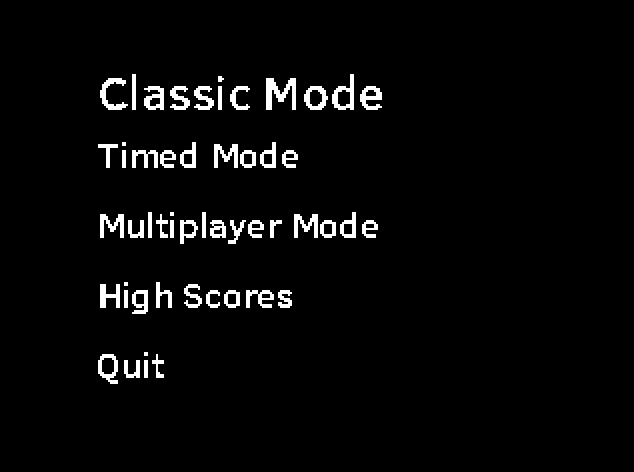 Classic Mode
Timed Mode
Multiplayer Mode
High Scores
Quit